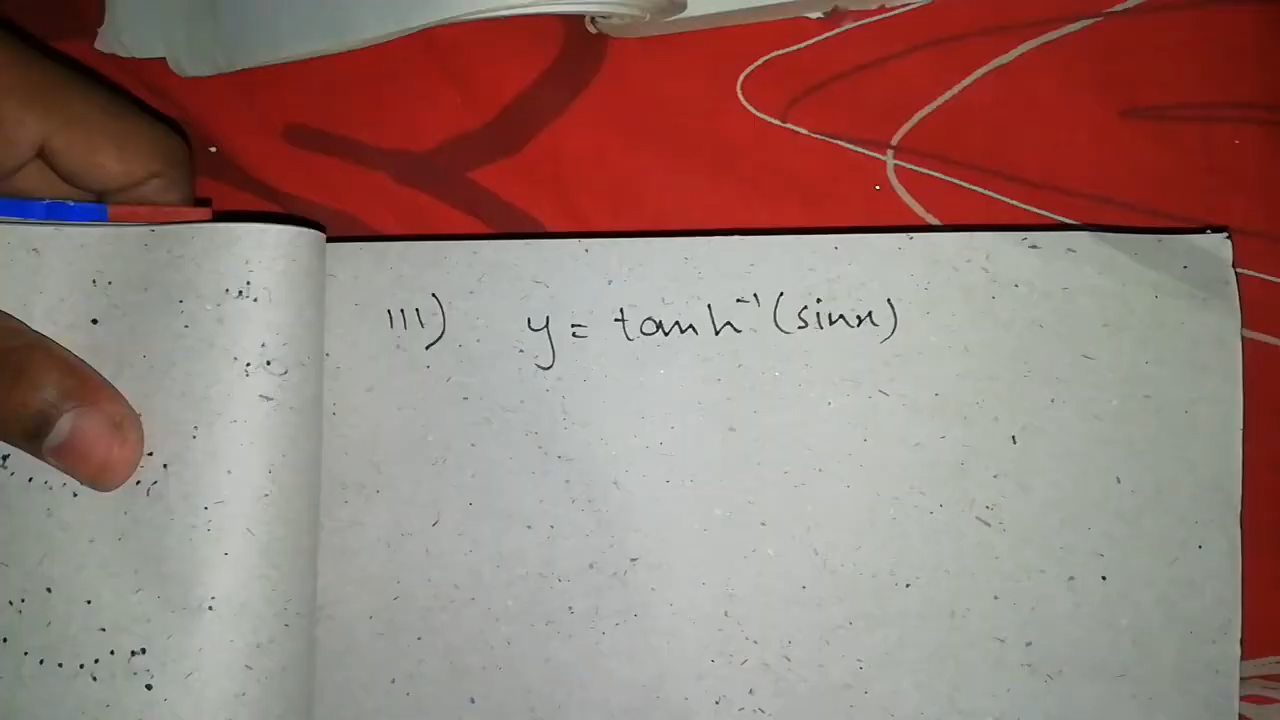 III) y = tanh⁻¹(sinx)